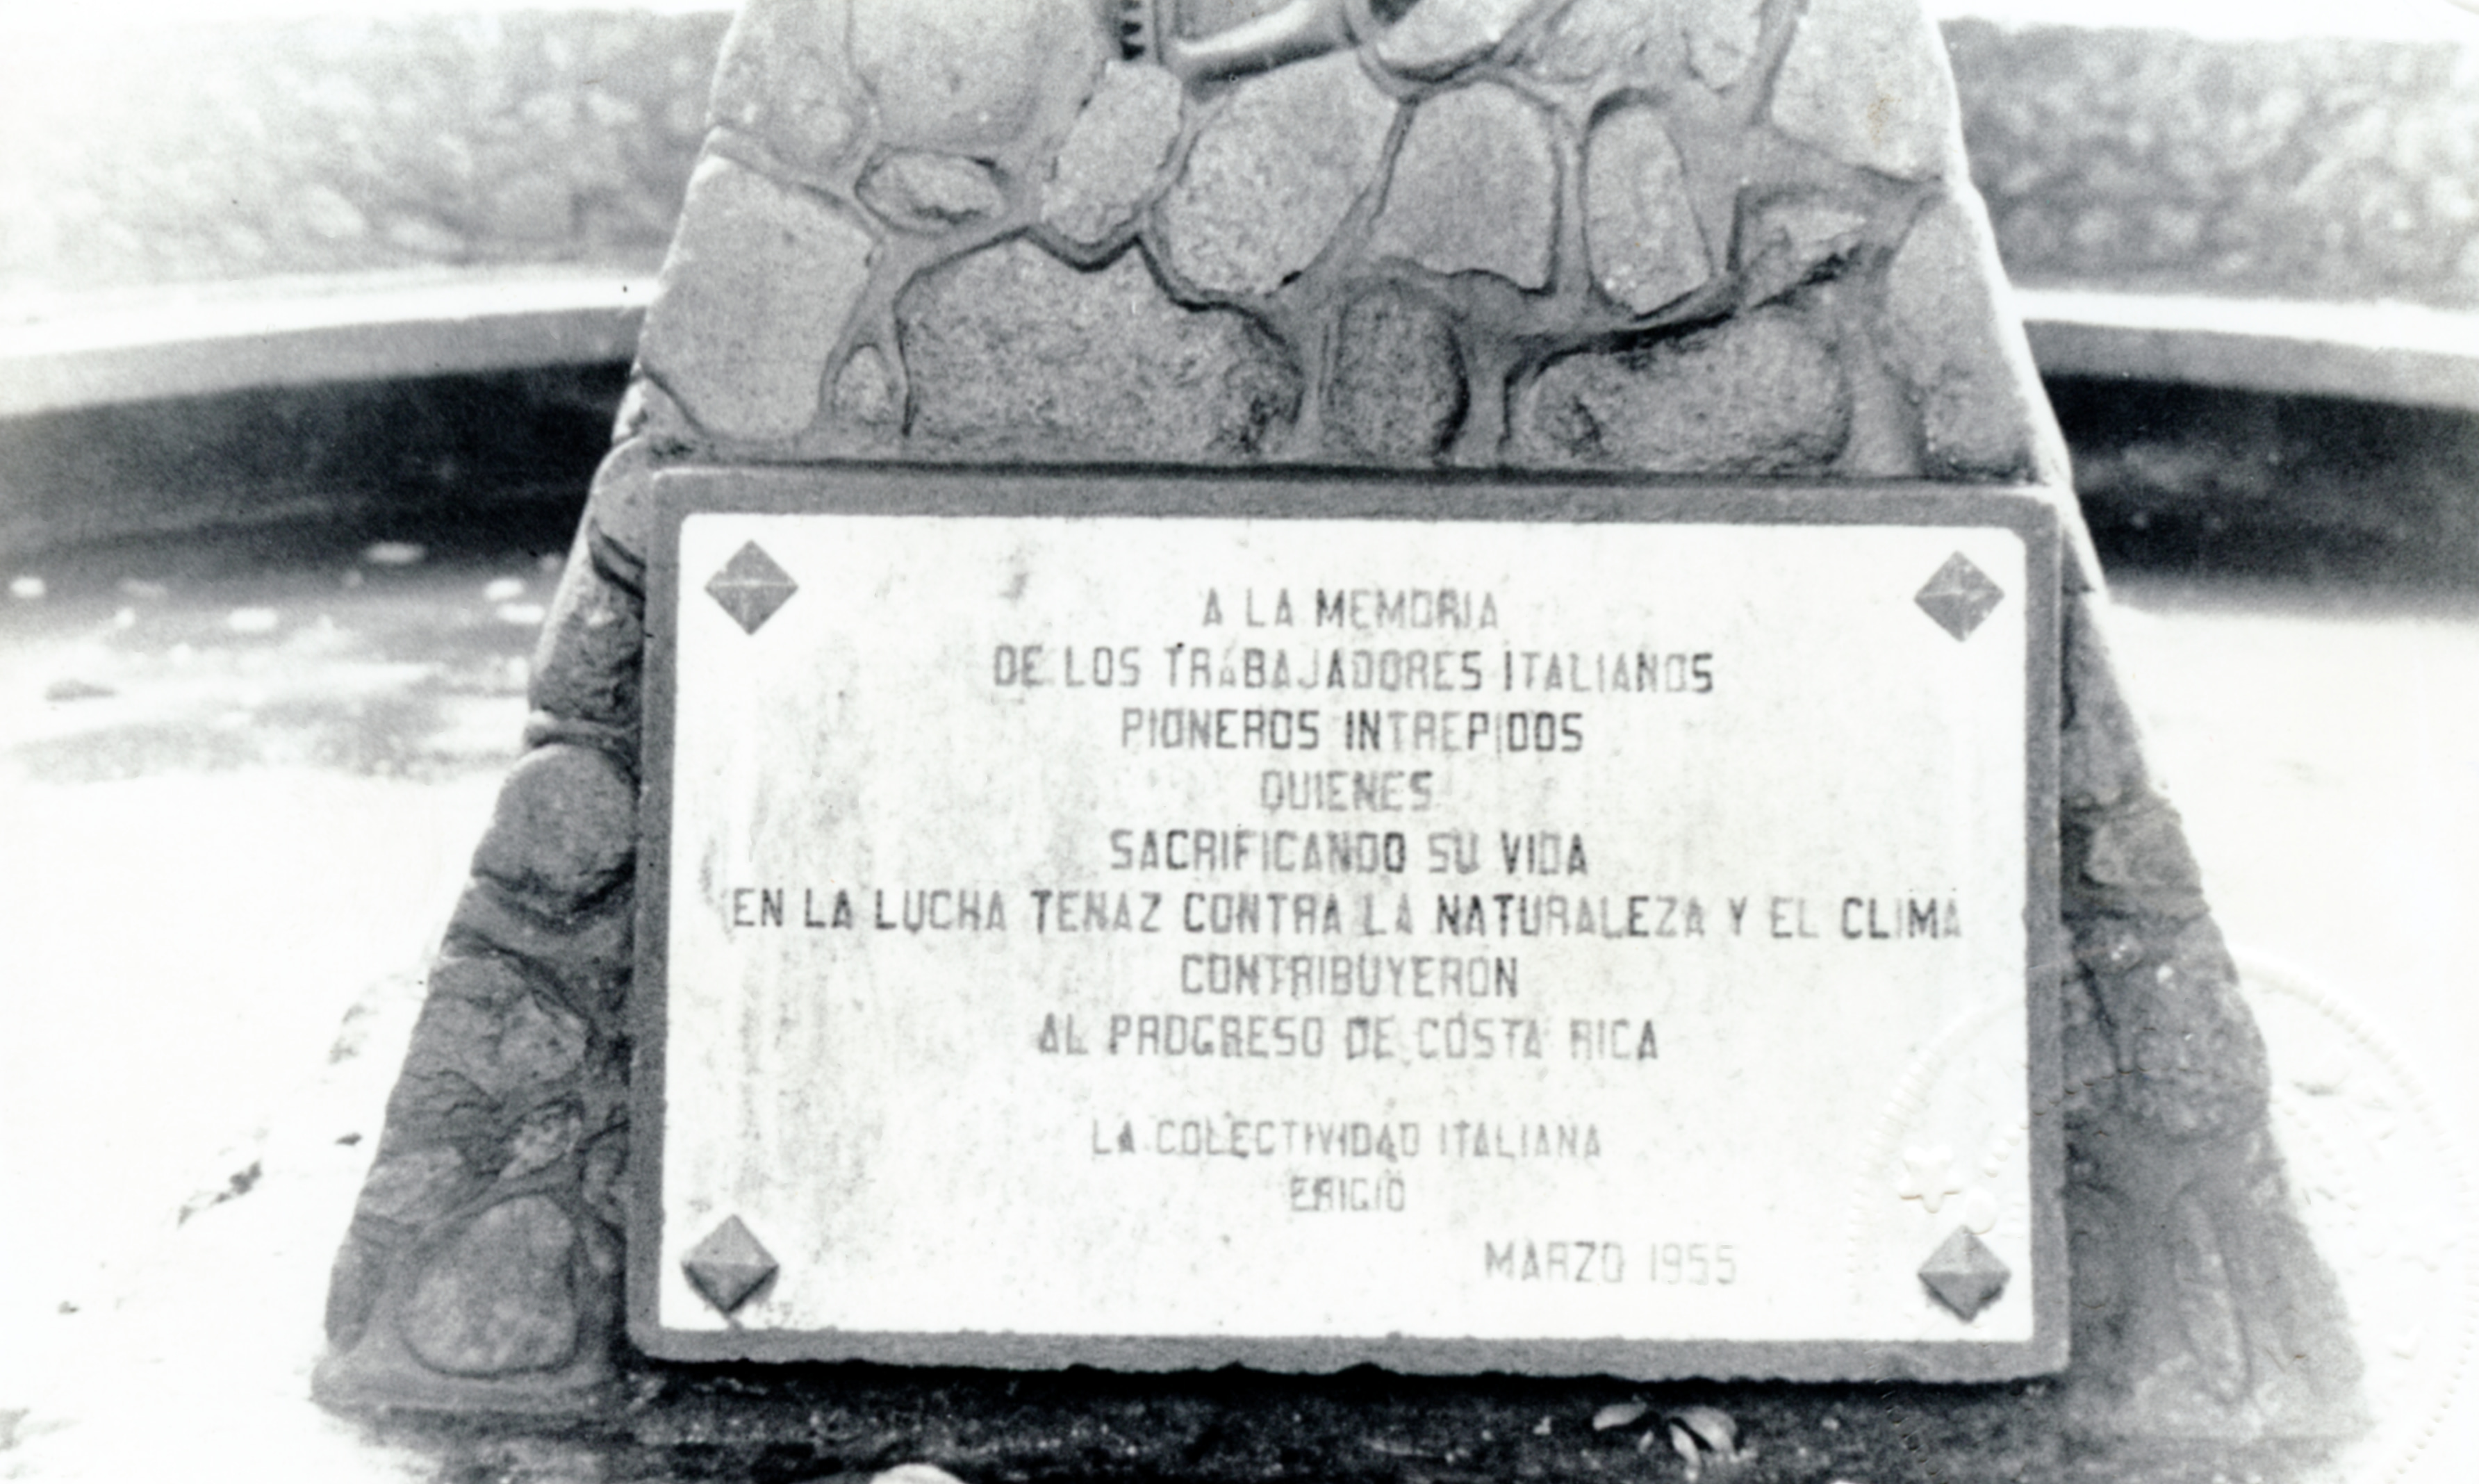 A LA MEMORIA
DE LOS TRABAJADORES ITALIANOS
PIONEROS INTREPIDOS
QUIENES
SACRIFICANDO SU VIDA
EN LA LUCHA TENAZ CONTRA LA NATURALEZA Y EL CLIMA
CONTRIBUYERON
AL PROGRESO DE COSTA RICA
LA COLECTIVIDAD ITALIANA
ERIGIO
MARZO 1955